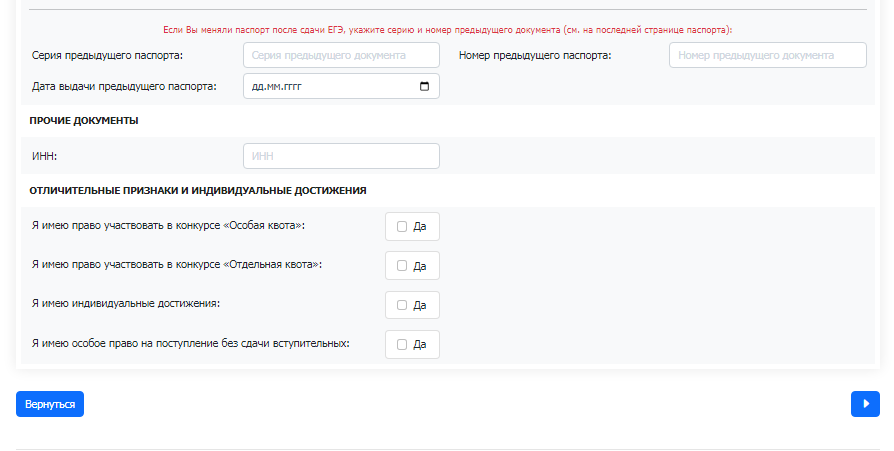 Если Вы меняли паспорт после сдачи ЕГЭ, укажите серию и номер предыдущего документа (см. на последней странице паспорта):
Серия предыдущего паспорта: Серия предыдущего документа Номер предыдущего паспорта: Номер предыдущего документа
Дата выдачи предыдущего паспорта: дд.мм.гггг
ПРОЧИЕ ДОКУМЕНТЫ
ИНН: ИНН
ОТЛИЧИТЕЛЬНЫЕ ПРИЗНАКИ И ИНДИВИДУАЛЬНЫЕ ДОСТИЖЕНИЯ
Я имею право участвовать в конкурсе «Особая квота»: Да
Я имею право участвовать в конкурсе «Отдельная квота»: Да
Я имею индивидуальные достижения: Да
Я имею особое право на поступление без сдачи вступительных: Да
Вернуться